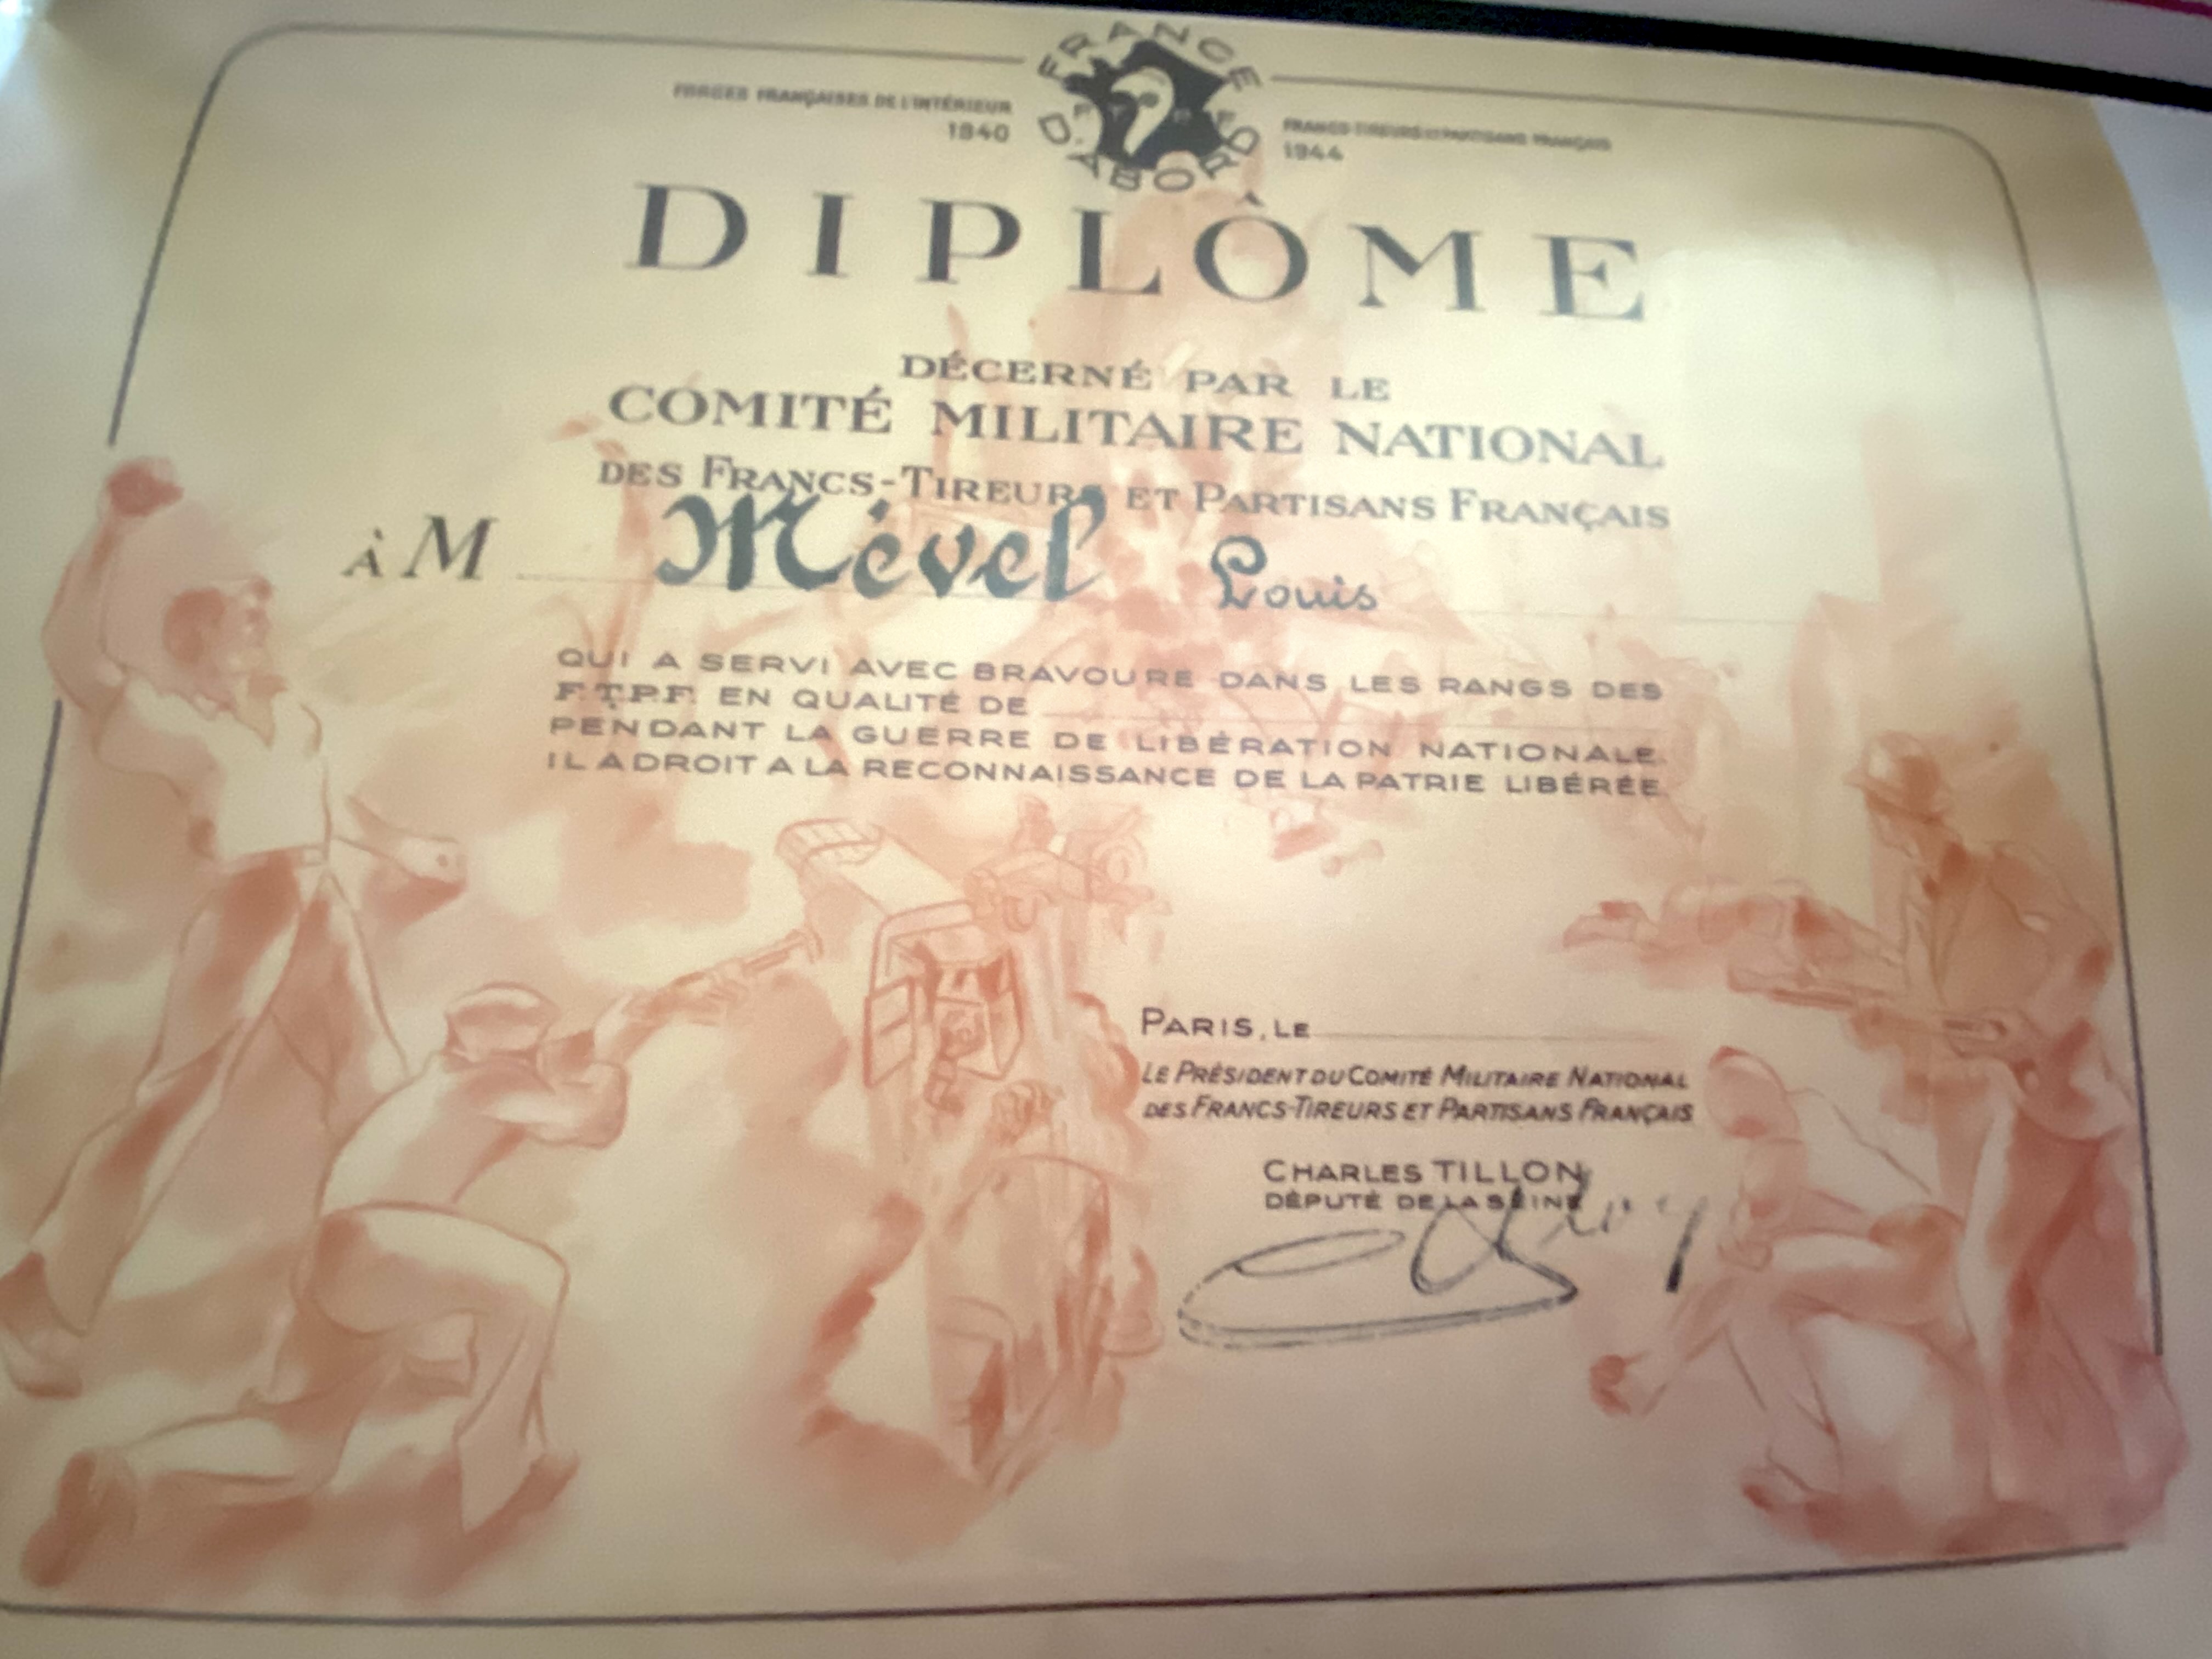 FRANCE D'ABORD
F T P F
FORCES FRANÇAISES DE L'INTÉRIEUR
1940
FRANCS-TIREURS ET PARTISANS FRANÇAIS
1944
DIPLÔME
DÉCERNÉ PAR LE
COMITÉ MILITAIRE NATIONAL
DES FRANCS-TIREURS ET PARTISANS FRANÇAIS
À M Mével Louis
QUI A SERVI AVEC BRAVOURE DANS LES RANGS DES
F.T.P.F. EN QUALITÉ DE
PENDANT LA GUERRE DE LIBÉRATION NATIONALE.
IL A DROIT A LA RECONNAISSANCE DE LA PATRIE LIBÉRÉE.
PARIS, LE
LE PRÉSIDENT DU COMITÉ MILITAIRE NATIONAL
DES FRANCS-TIREURS ET PARTISANS FRANÇAIS
CHARLES TILLON
DÉPUTÉ DE LA SEINE